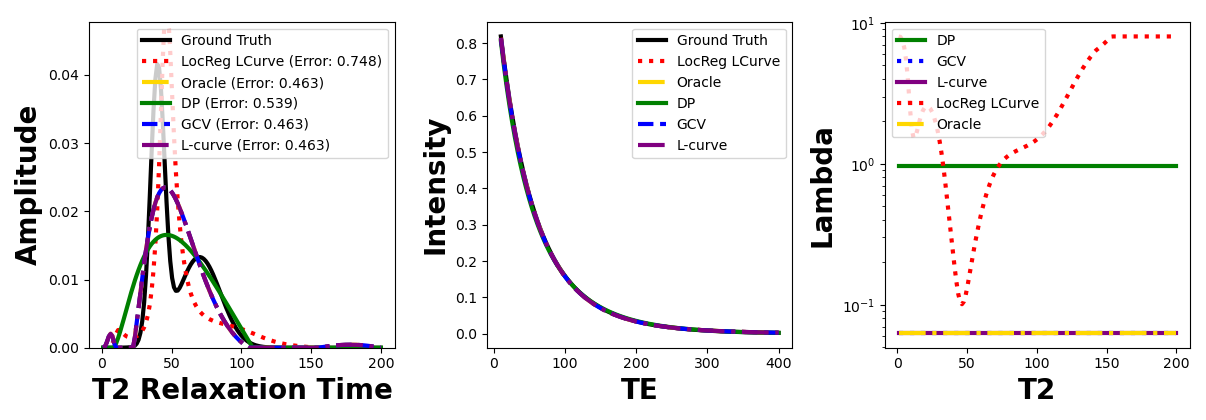 Amplitude
0.04
0.03
0.02
0.01
0.00
0
50
100
150
200
T2 Relaxation Time
Ground Truth
LocReg LCurve (Error: 0.748)
Oracle (Error: 0.463)
DP (Error: 0.539)
GCV (Error: 0.463)
L-curve (Error: 0.463)
Intensity
0.8
0.7
0.6
0.5
0.4
0.3
0.2
0.1
0.0
0
100
200
300
400
TE
Ground Truth
LocReg LCurve
Oracle
DP
GCV
L-curve
Lambda
10¹
10⁰
10⁻¹
0
50
100
150
200
T2
DP
GCV
L-curve
LocReg LCurve
Oracle